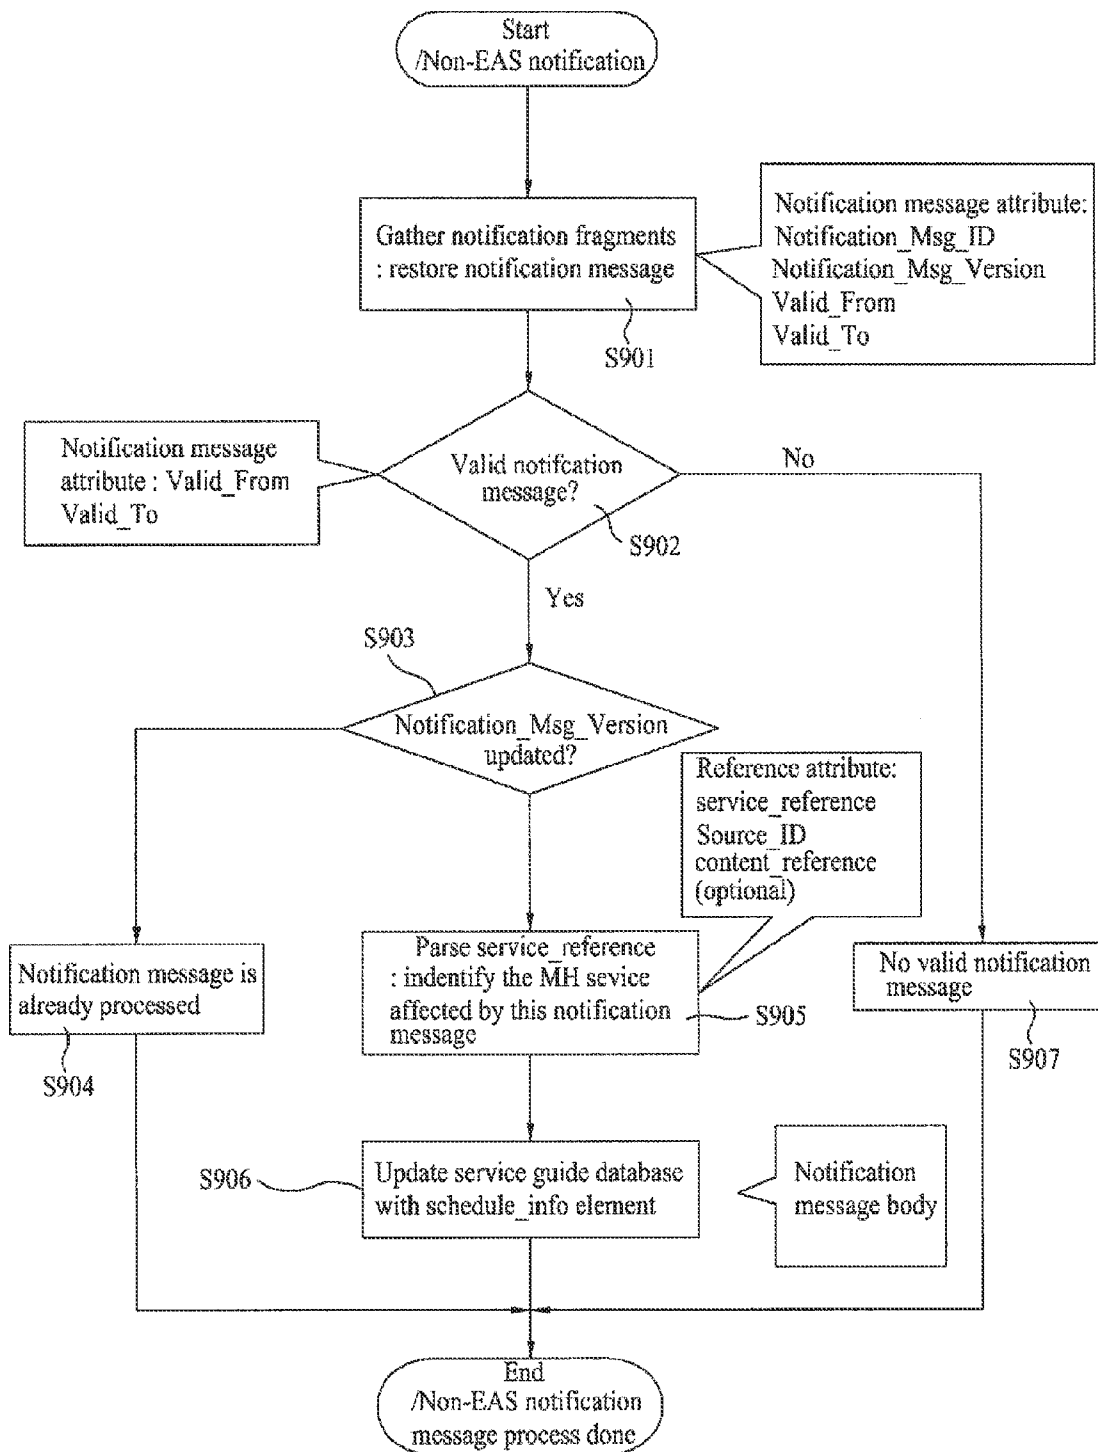 Start
/Non-EAS notification
Gather notification fragments
: restore notification message
S901
Notification message attribute:
Notification_Msg_ID
Notification_Msg_Version
Valid_From
Valid_To
Notification message
attribute : Valid_From
Valid_To
Valid notifcation
message?
S902
No
Yes
S903
Notification_Msg_Version
updated?
Reference attribute:
service_reference
Source_ID
content_reference
(optional)
Notification message is
already processed
S904
Parse service_reference
: indentify the MH sevice
affected by this notification
message
S905
No valid notification
message
S907
S906
Update service guide database
with schedule_info element
Notification
message body
End
/Non-EAS notification
message process done